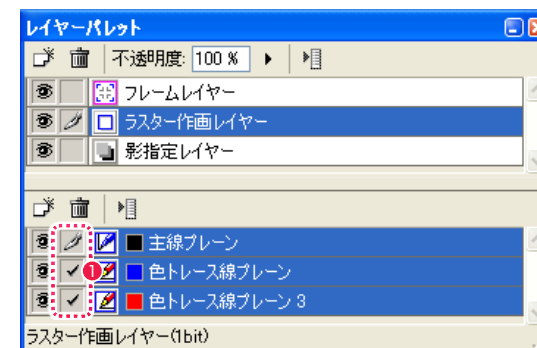 レイヤーパレット
不透明度: 100 %
フレームレイヤー
ラスター作画レイヤー
影指定レイヤー
主線プレーン
1
色トレース線プレーン
色トレース線プレーン 3
ラスター作画レイヤー(1bit)